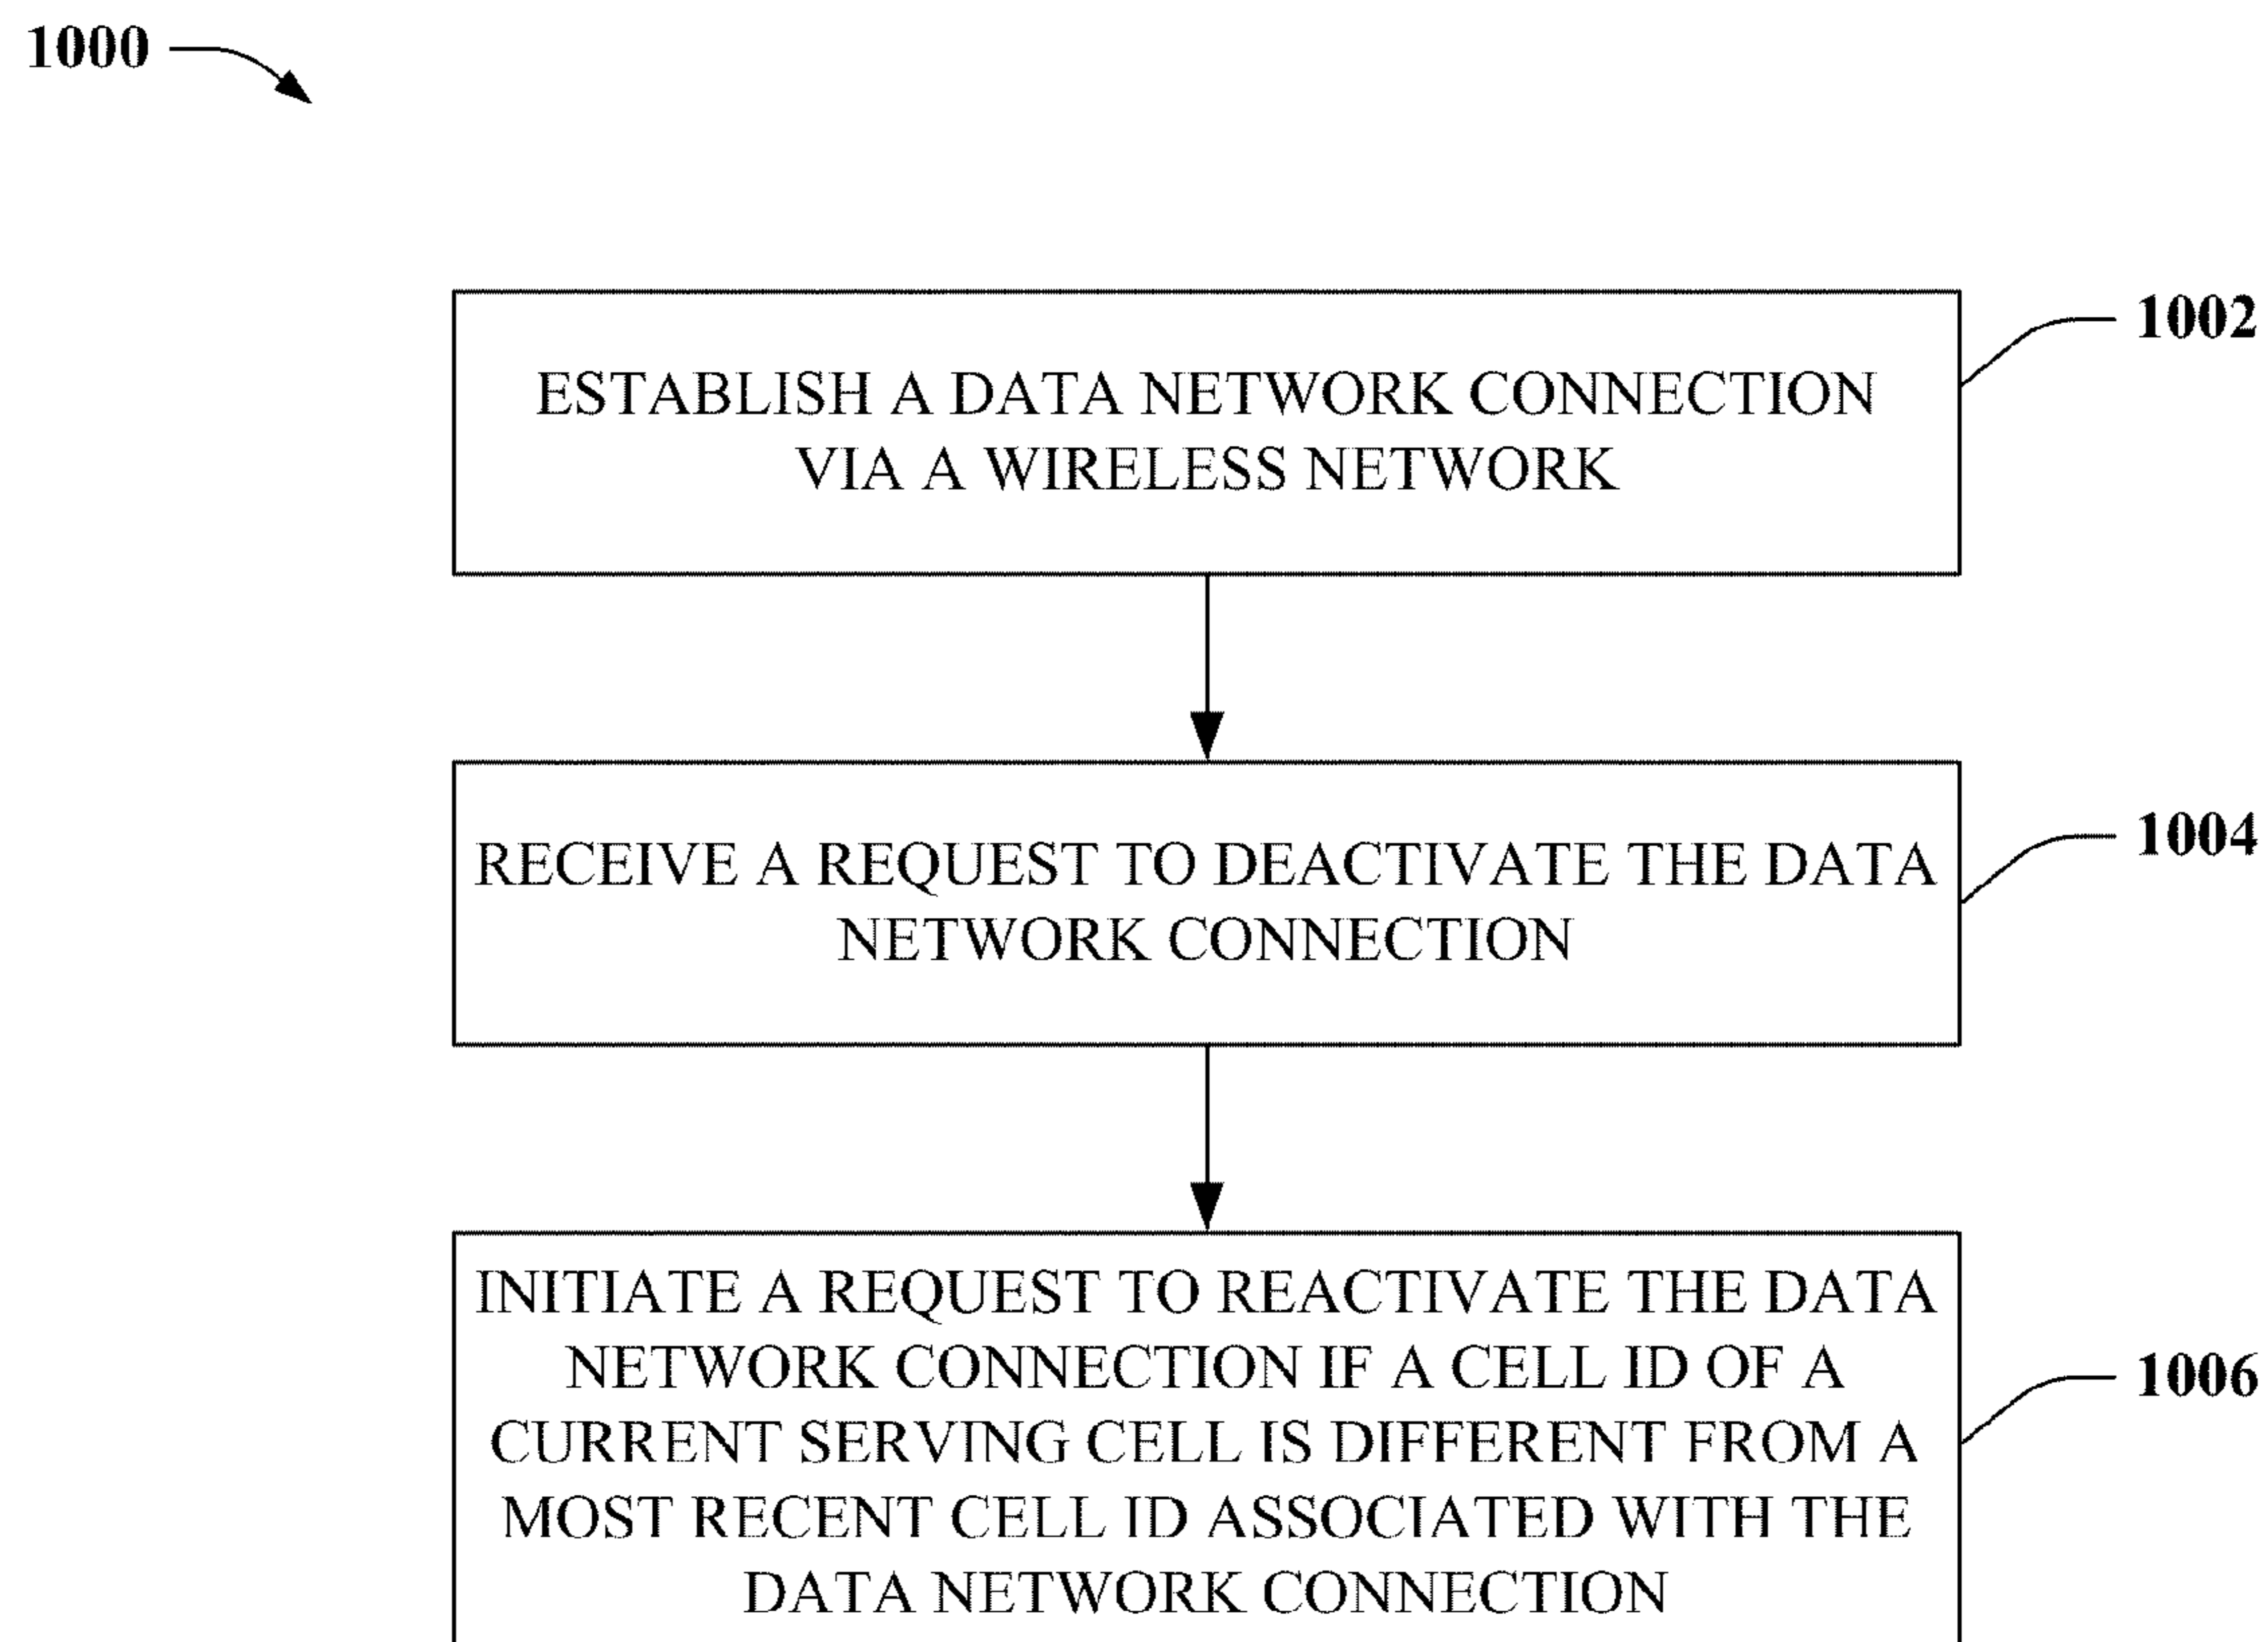 1000
ESTABLISH A DATA NETWORK CONNECTION
VIA A WIRELESS NETWORK
1002
RECEIVE A REQUEST TO DEACTIVATE THE DATA
NETWORK CONNECTION
1004
INITIATE A REQUEST TO REACTIVATE THE DATA
NETWORK CONNECTION IF A CELL ID OF A
CURRENT SERVING CELL IS DIFFERENT FROM A
MOST RECENT CELL ID ASSOCIATED WITH THE
DATA NETWORK CONNECTION
1006